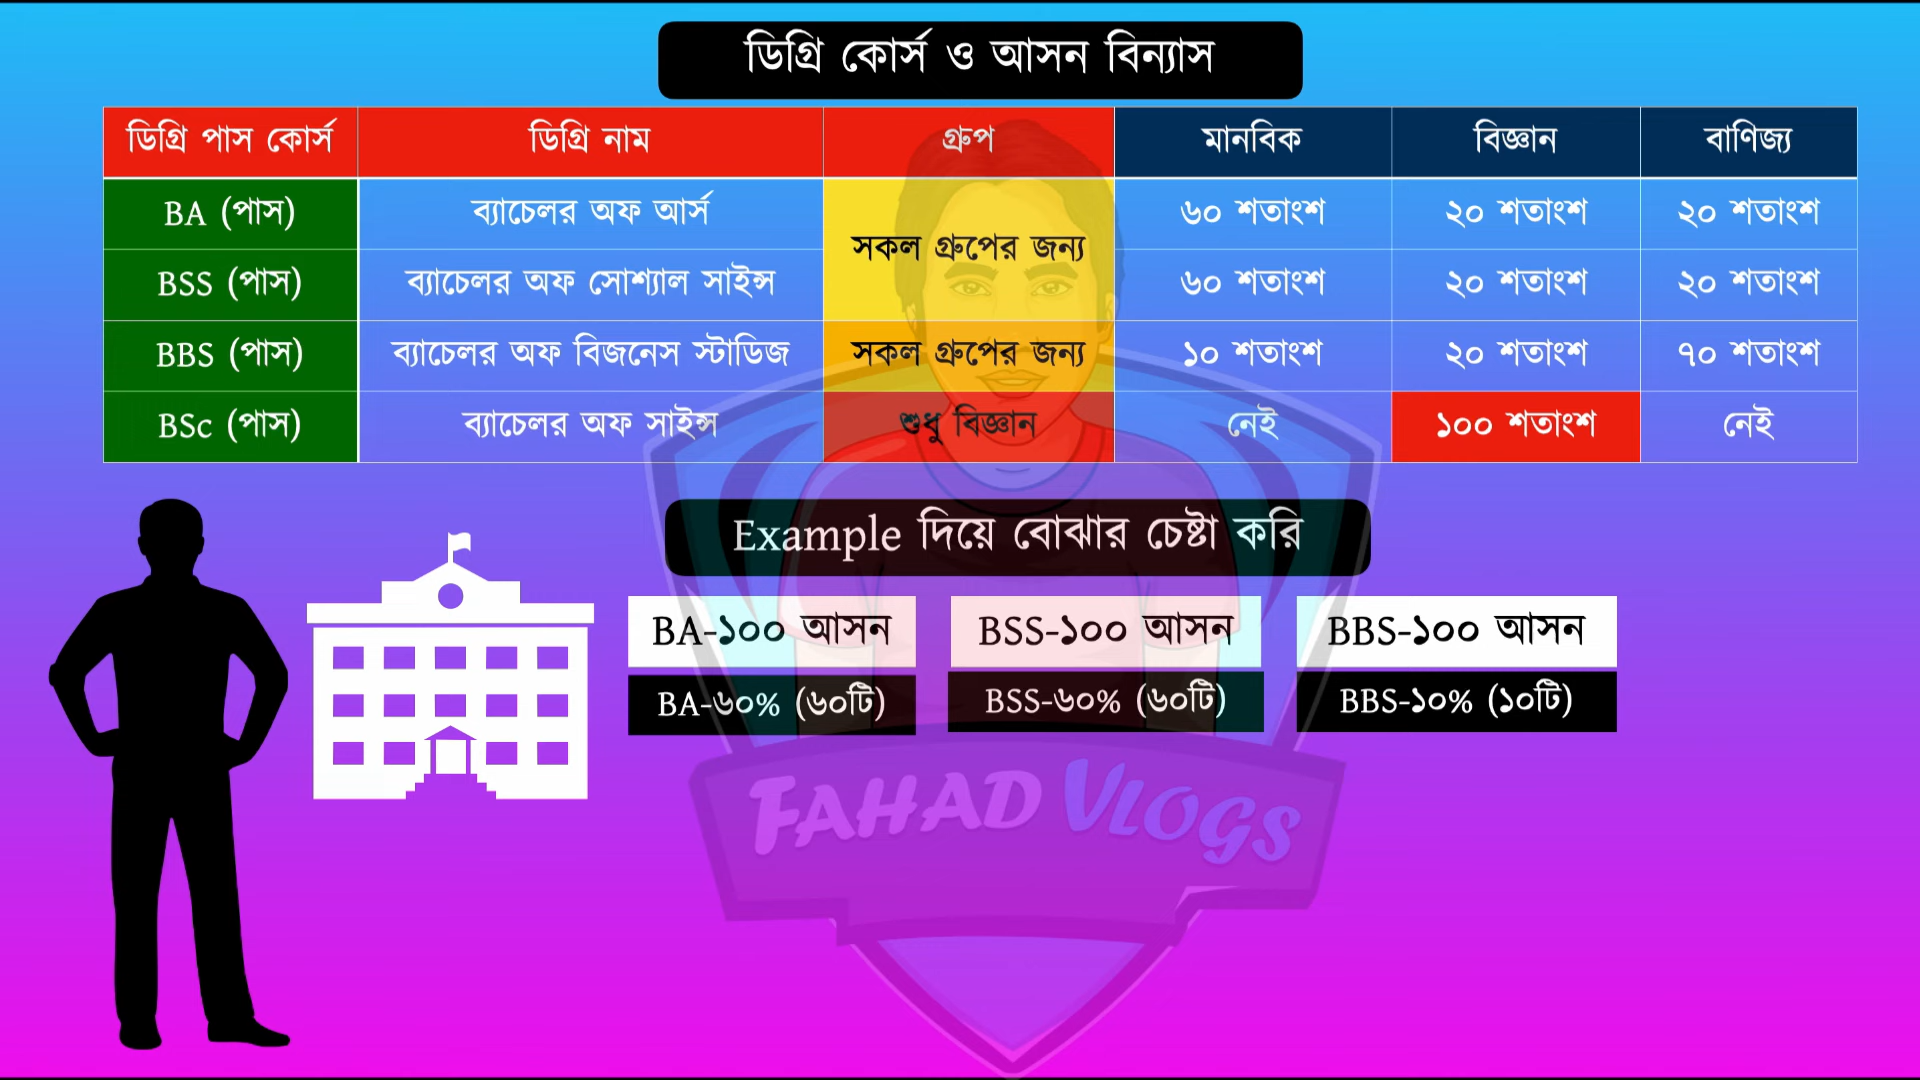 ডিগ্রি কোর্স ও আসন বিন্যাস
ডিগ্রি পাস কোর্স ডিগ্রি নাম গ্রুপ মানবিক বিজ্ঞান বাণিজ্য
BA (পাস) ব্যাচেলর অফ আর্স ৬০ শতাংশ ২০ শতাংশ ২০ শতাংশ
সকল গ্রুপের জন্য
BSS (পাস) ব্যাচেলর অফ সোশ্যাল সাইন্স ৬০ শতাংশ ২০ শতাংশ ২০ শতাংশ
BBS (পাস) ব্যাচেলর অফ বিজনেস স্টাডিজ সকল গ্রুপের জন্য ১০ শতাংশ ২০ শতাংশ ৭০ শতাংশ
BSc (পাস) ব্যাচেলর অফ সাইন্স শুধু বিজ্ঞান নেই ১০০ শতাংশ নেই
Example দিয়ে বোঝার চেষ্টা করি
BA-১০০ আসন BSS-১০০ আসন BBS-১০০ আসন
BA-৬০% (৬০টি) BSS-৬০% (৬০টি) BBS-১০% (১০টি)
FAHAD VLOGS